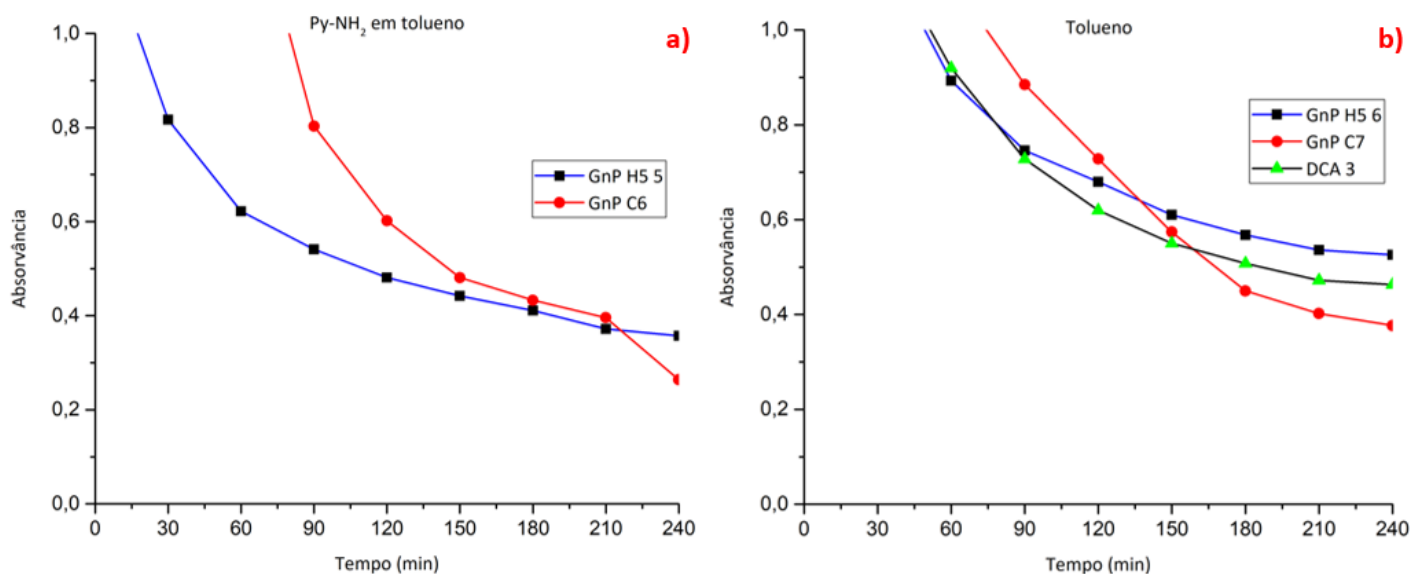 Py-NH₂ em tolueno
a)
1,0
0,8
0,6
0,4
0,2
0,0
Absorvância
GnP H5 5
GnP C6
0 30 60 90 120 150 180 210 240
Tempo (min)
Tolueno
b)
1,0
0,8
0,6
0,4
0,2
0,0
Absorvância
GnP H5 6
GnP C7
DCA 3
0 30 60 90 120 150 180 210 240
Tempo (min)